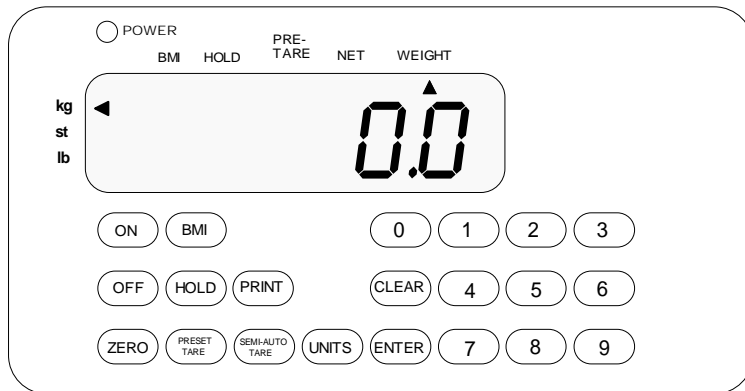 POWER
PRE-
BMI HOLD TARE NET WEIGHT
kg
st
lb
0.0
ON BMI 0 1 2 3
OFF HOLD PRINT CLEAR 4 5 6
ZERO PRESET TARE SEMI-AUTO TARE UNITS ENTER 7 8 9